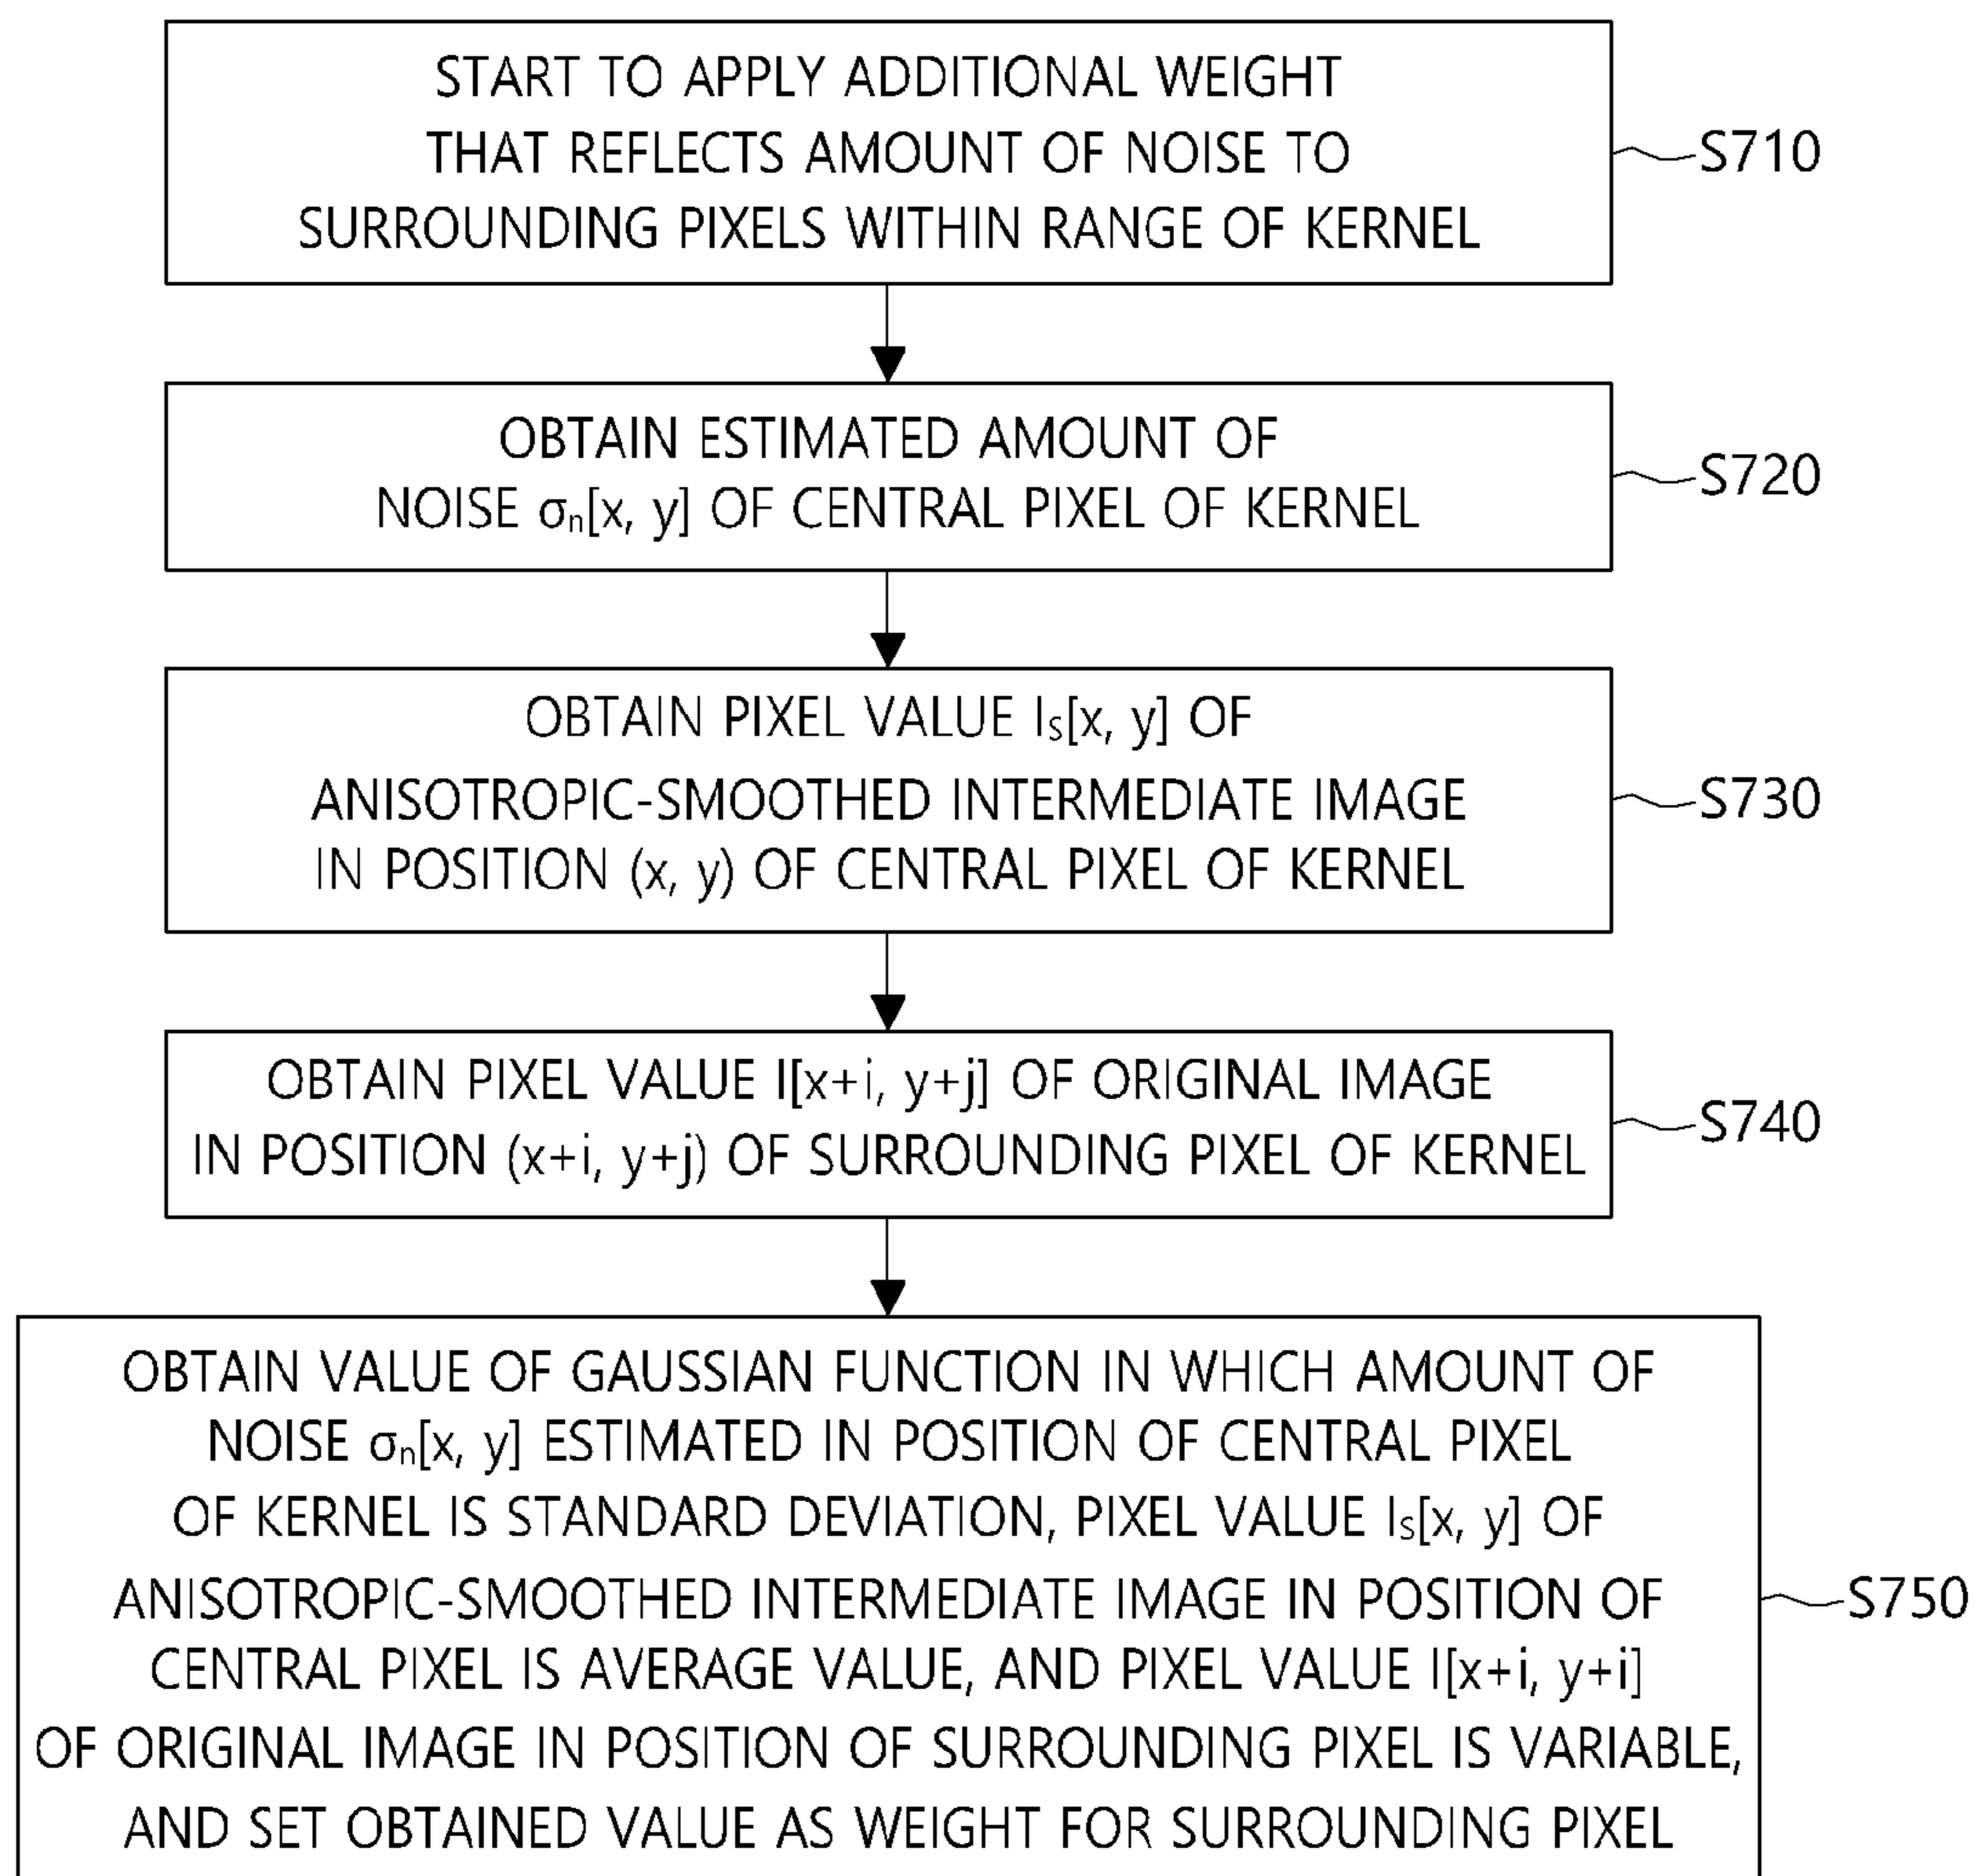 START TO APPLY ADDITIONAL WEIGHT
THAT REFLECTS AMOUNT OF NOISE TO
SURROUNDING PIXELS WITHIN RANGE OF KERNEL
S710
OBTAIN ESTIMATED AMOUNT OF
NOISE σn[x, y] OF CENTRAL PIXEL OF KERNEL
S720
OBTAIN PIXEL VALUE IS[x, y] OF
ANISOTROPIC-SMOOTHED INTERMEDIATE IMAGE
IN POSITION (x, y) OF CENTRAL PIXEL OF KERNEL
S730
OBTAIN PIXEL VALUE I[x+i, y+j] OF ORIGINAL IMAGE
IN POSITION (x+i, y+j) OF SURROUNDING PIXEL OF KERNEL
S740
OBTAIN VALUE OF GAUSSIAN FUNCTION IN WHICH AMOUNT OF
NOISE σn[x, y] ESTIMATED IN POSITION OF CENTRAL PIXEL
OF KERNEL IS STANDARD DEVIATION, PIXEL VALUE IS[x, y] OF
ANISOTROPIC-SMOOTHED INTERMEDIATE IMAGE IN POSITION OF
CENTRAL PIXEL IS AVERAGE VALUE, AND PIXEL VALUE I[x+i, y+i]
OF ORIGINAL IMAGE IN POSITION OF SURROUNDING PIXEL IS VARIABLE,
AND SET OBTAINED VALUE AS WEIGHT FOR SURROUNDING PIXEL
S750